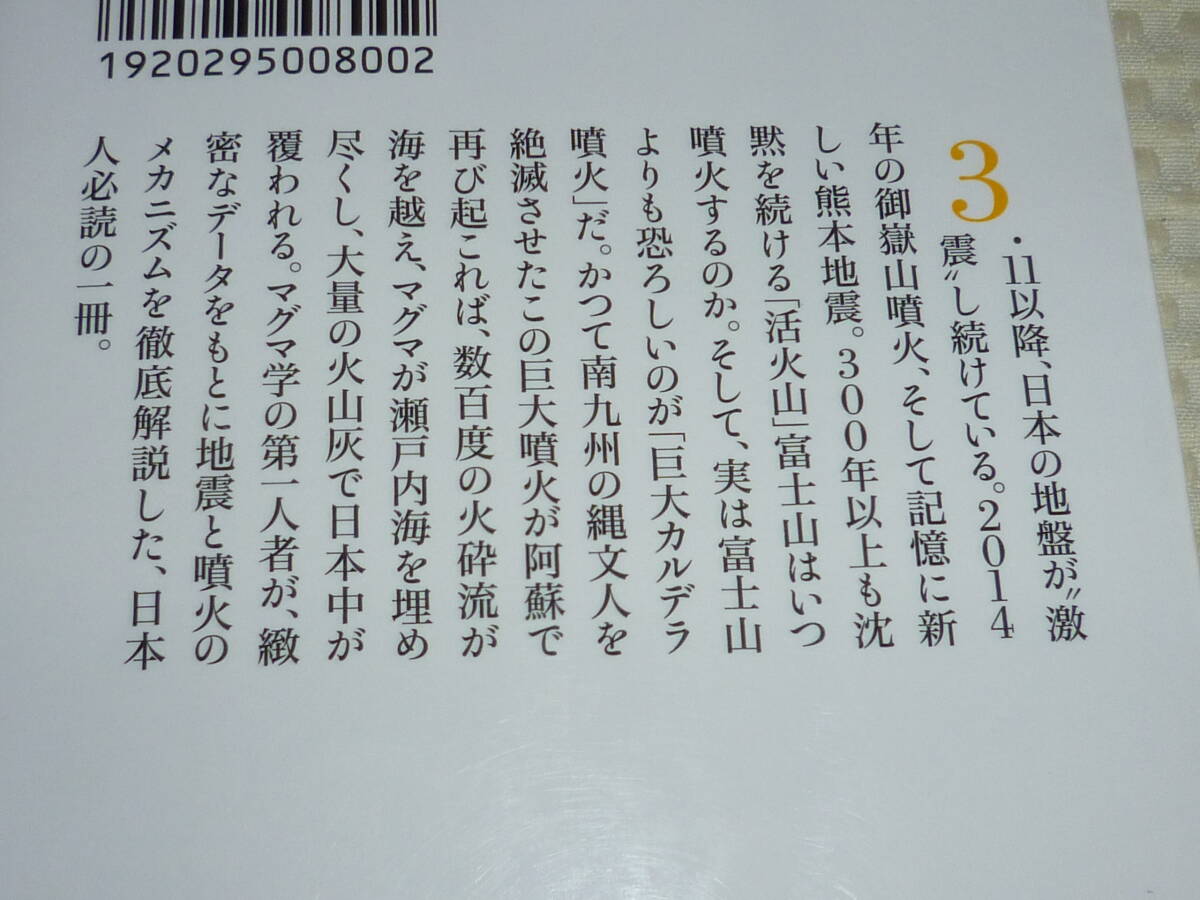 1920295008002
3・11以降、日本の地盤が〝激
震〟し続けている。2014
年の御嶽山噴火、そして記憶に新
しい熊本地震。300年以上も沈
黙を続ける「活火山」富士山はいつ
噴火するのか。そして、実は富士山
よりも恐ろしいのが「巨大カルデラ
噴火」だ。かつて南九州の縄文人を
絶滅させたこの巨大噴火が阿蘇で
再び起これば、数百度の火砕流が
海を越え、マグマが瀬戸内海を埋め
尽くし、大量の火山灰で日本中が
覆われる。マグマ学の第一人者が、緻
密なデータをもとに地震と噴火の
メカニズムを徹底解説した、日本
人必読の一冊。